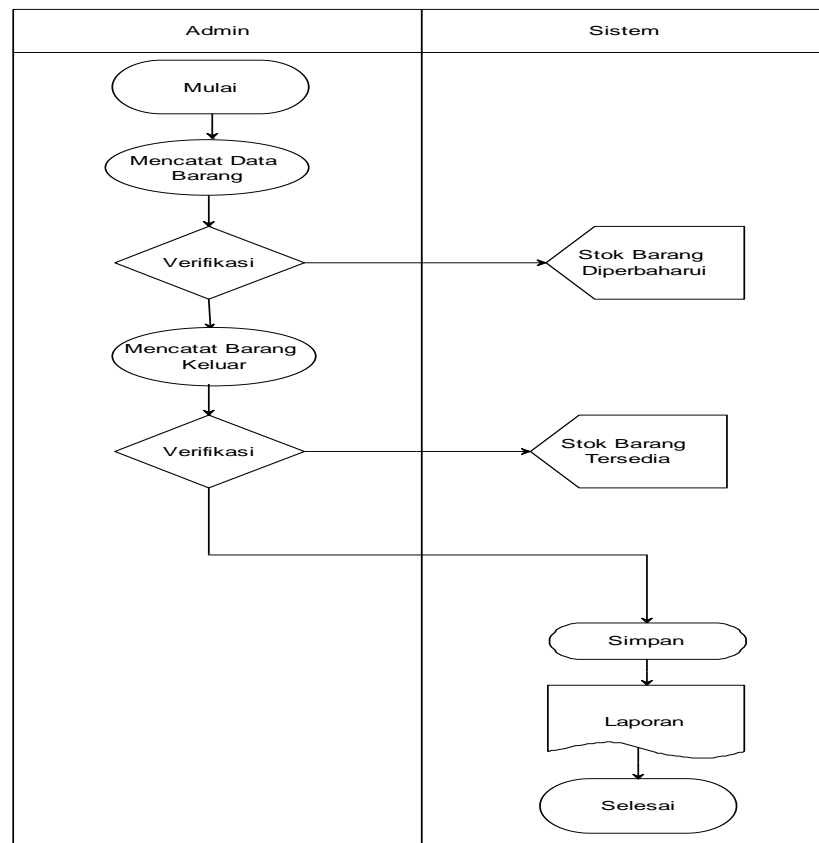 Admin
Sistem
Mulai
Mencatat Data
Barang
Verifikasi
Stok Barang
Diperbaharui
Mencatat Barang
Keluar
Verifikasi
Stok Barang
Tersedia
Simpan
Laporan
Selesai